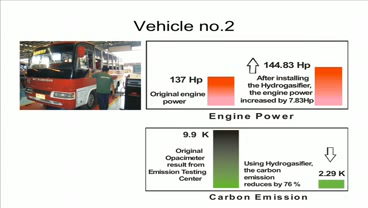 Vehicle no.2
137 Hp
Original engine
power
144.83 Hp
After installing
the Hydrogasifier,
the engine power
increased by 7.83Hp
Engine Power
9.9 K
Original
Opacimeter
result from
Emission Testing
Center
Using Hydrogasifier,
the carbon
emission
reduces by 76 %
2.29 K
Carbon Emission